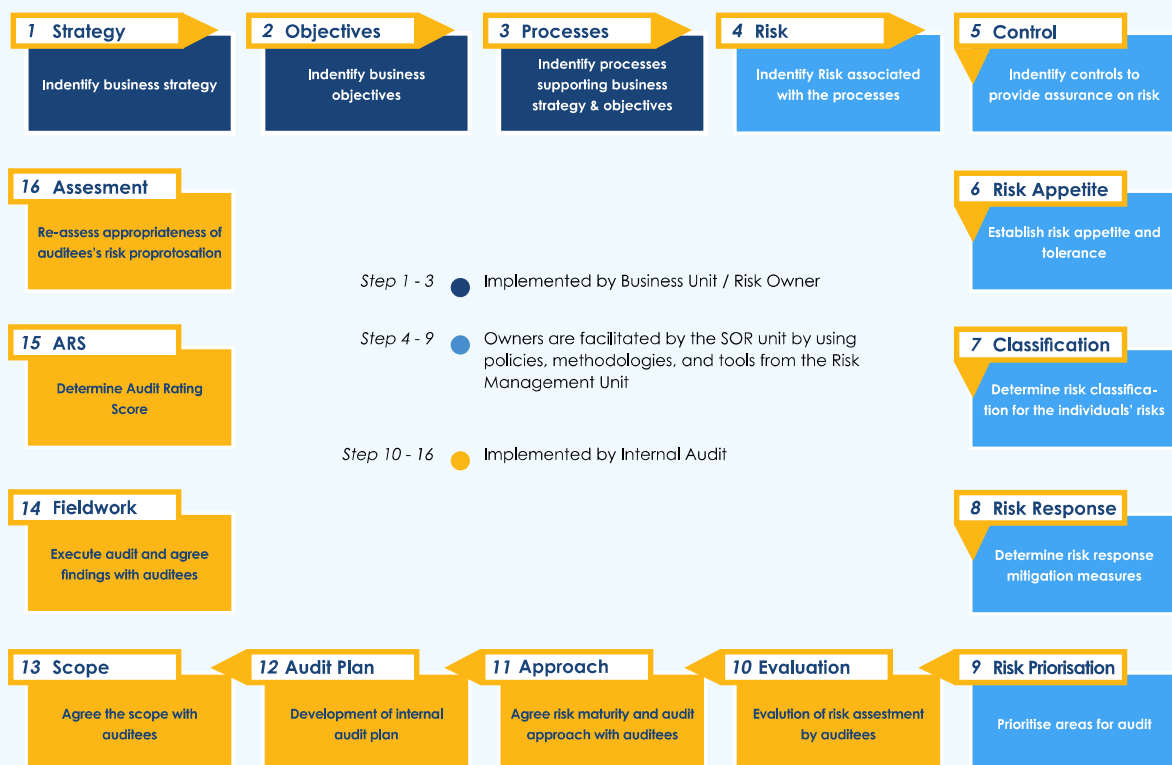 1 Strategy
Indentify business strategy
2 Objectives
Indentify business
objectives
3 Processes
Indentify processes
supporting business
strategy & objectives
4 Risk
Indentify Risk associated
with the processes
5 Control
Indentify controls to
provide assurance on risk
16 Assesment
Re-assess appropriateness of
auditees's risk proprotosation
6 Risk Appetite
Establish risk appetite and
tolerance
Step 1 - 3
Implemented by Business Unit / Risk Owner
Step 4 - 9
Owners are facilitated by the SOR unit by using
policies, methodologies, and tools from the Risk
Management Unit
Step 10 - 16
Implemented by Internal Audit
15 ARS
Determine Audit Rating
Score
7 Classification
Determine risk classifica-
tion for the individuals' risks
14 Fieldwork
Execute audit and agree
findings with auditees
8 Risk Response
Determine risk response
mitigation measures
13 Scope
Agree the scope with
auditees
12 Audit Plan
Development of internal
audit plan
11 Approach
Agree risk maturity and audit
approach with auditees
10 Evaluation
Evalution of risk assestment
by auditees
9 Risk Priorisation
Prioritise areas for audit